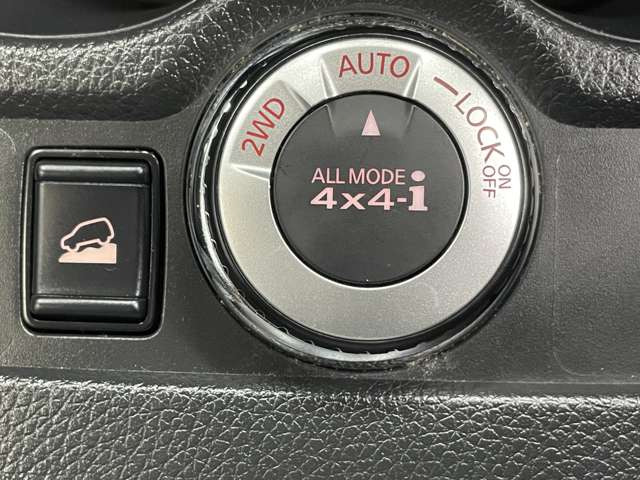 2WD
AUTO
LOCK
ON
OFF
ALL MODE
4x4-i